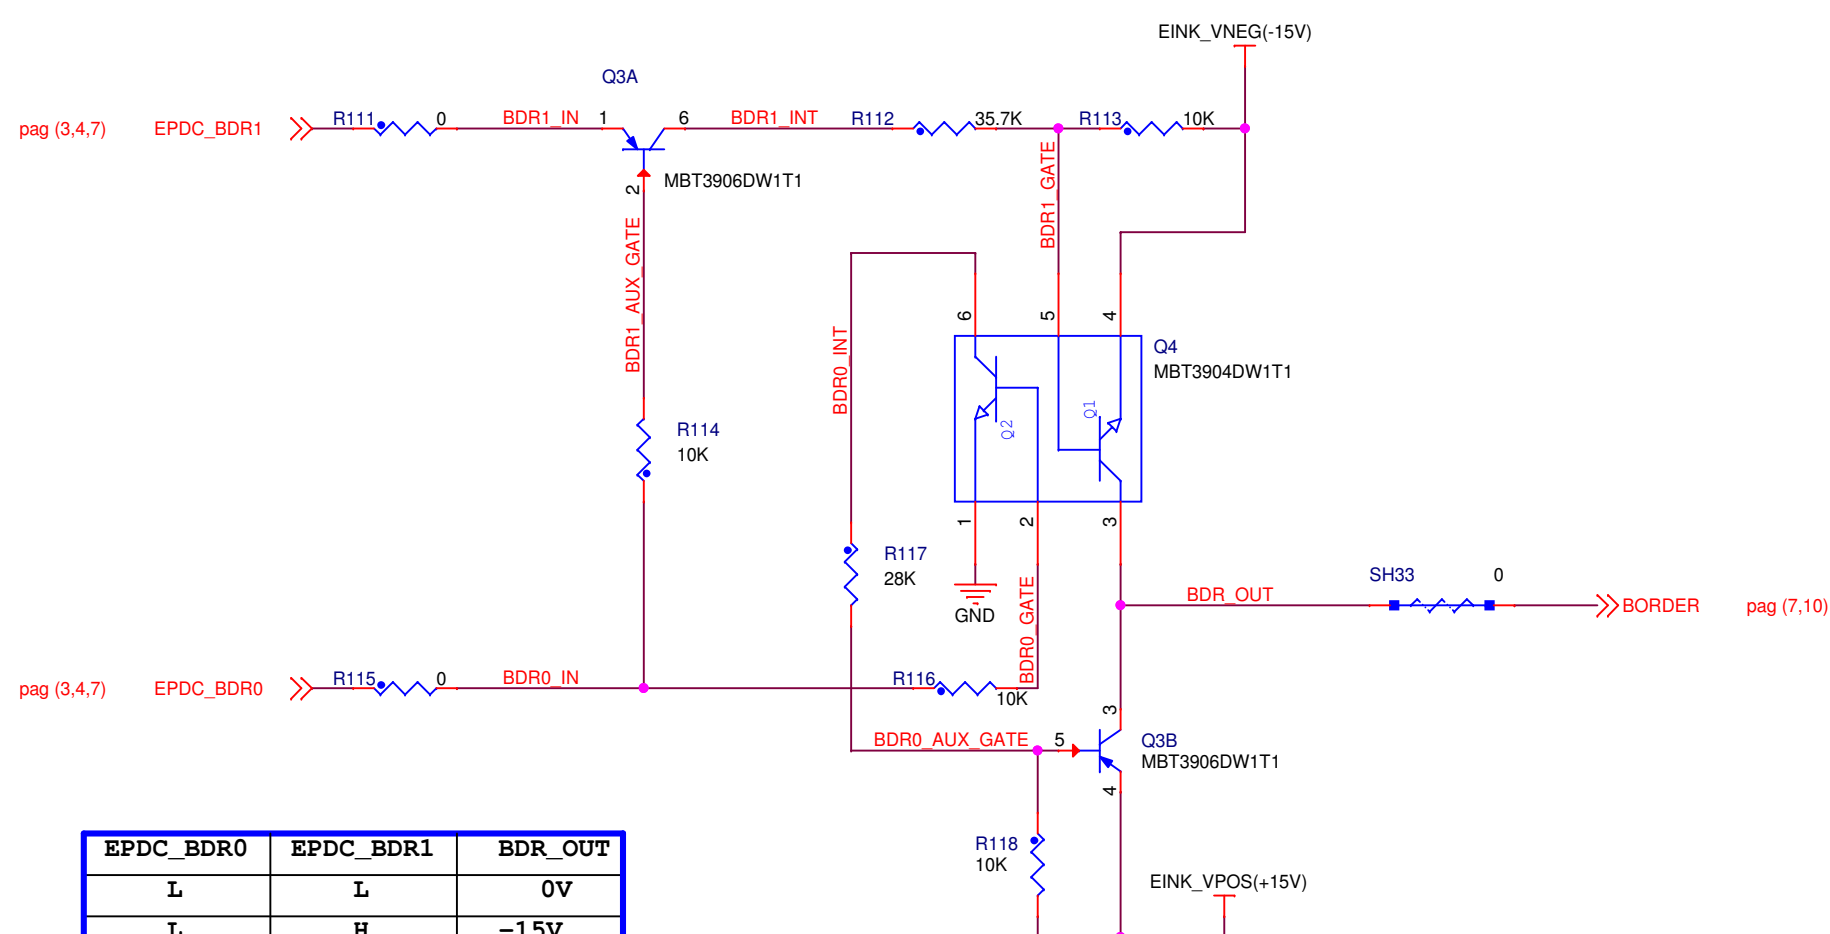 EINK_VNEG(-15V)
Q3A
pag (3,4,7)
EPDC_BDR1
R111
0
BDR1_IN
1
6
BDR1_INT
R112
35.7K
R113
10K
2
MBT3906DW1T1
BDR1_AUX_GATE
BDR1_GATE
BDR0_INT
6
5
4
Q4
MBT3904DW1T1
Q2
Q1
R114
10K
1
2
3
R117
28K
GND
BDR0_GATE
SH33
0
BDR_OUT
BORDER
pag (7,10)
pag (3,4,7)
EPDC_BDR0
R115
0
BDR0_IN
R116
10K
BDR0_AUX_GATE
5
3
Q3B
MBT3906DW1T1
4
R118
10K
EINK_VPOS(+15V)
EPDC_BDR0 EPDC_BDR1 BDR_OUT
L L 0V
L H -15V